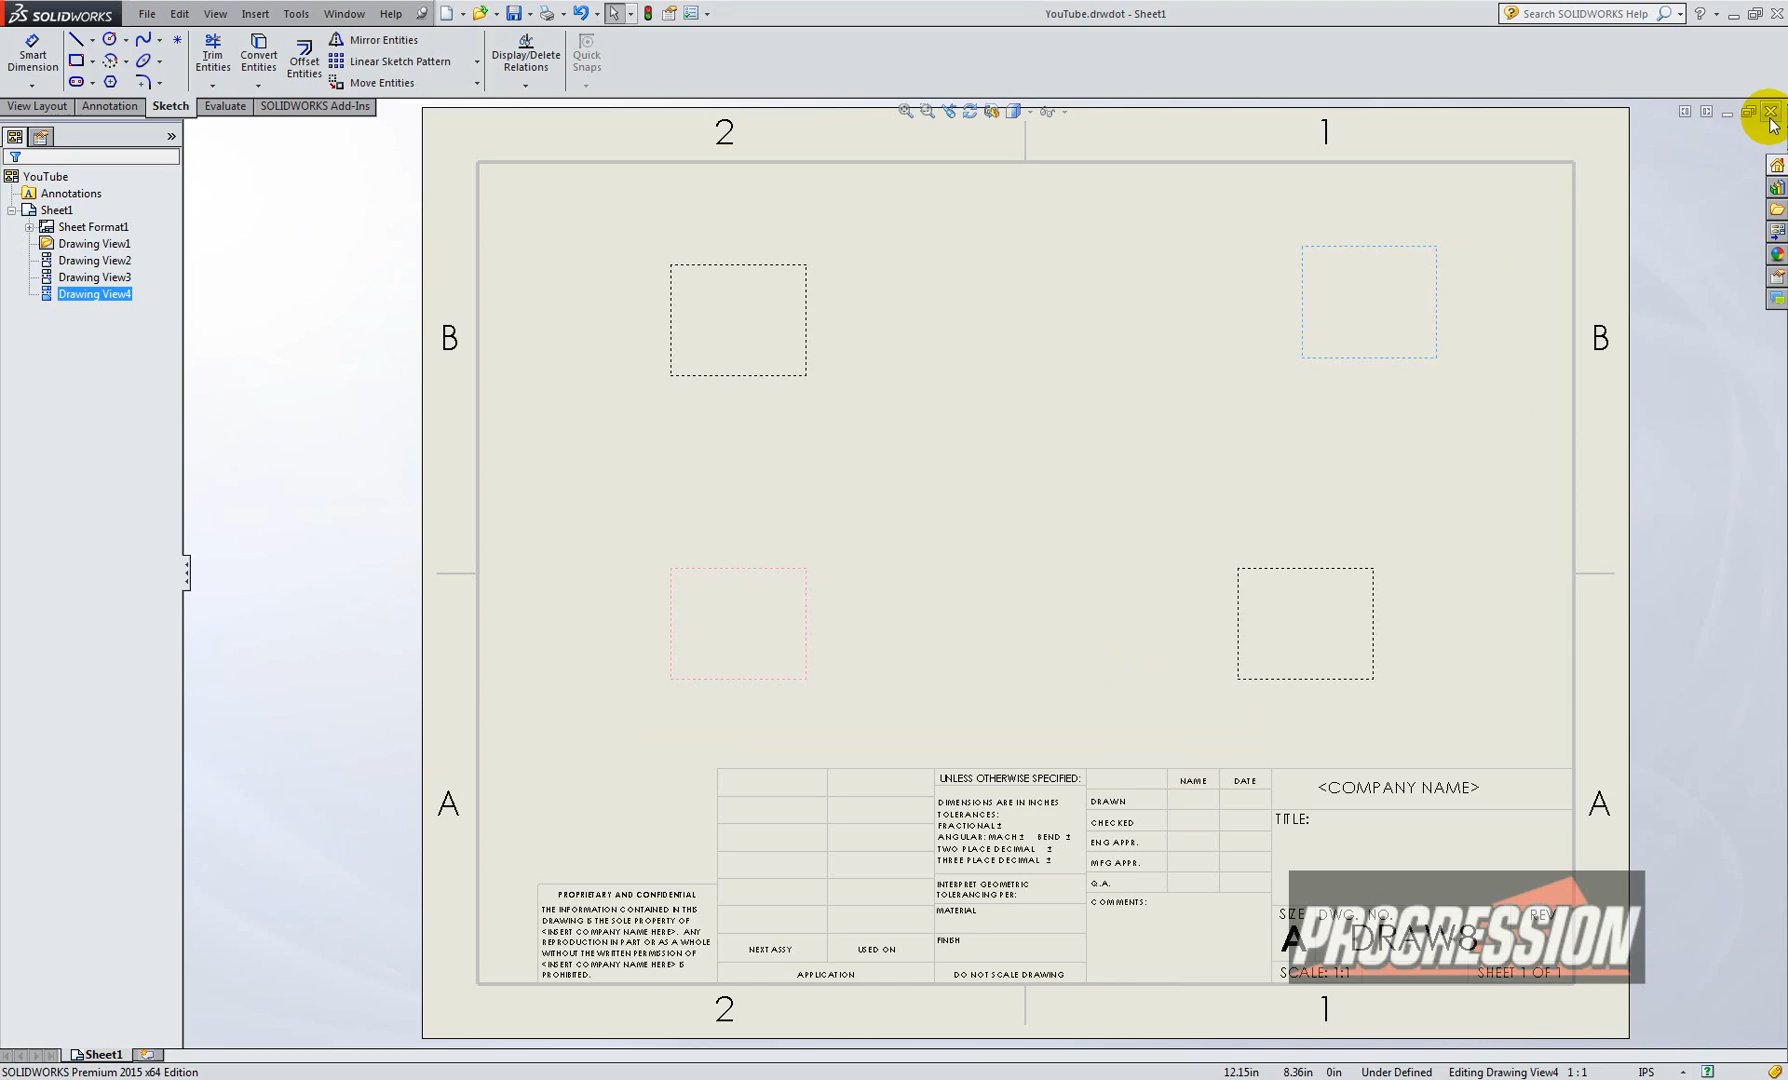 SOLIDWORKS File Edit View Insert Tools Window Help YouTube.drwdot - Sheet1 Search SOLIDWORKS Help
Smart Dimension
Trim Entities
Convert Entities
Offset Entities
Mirror Entities
Linear Sketch Pattern
Move Entities
Display/Delete Relations
Quick Snaps
View Layout Annotation Sketch Evaluate SOLIDWORKS Add-Ins
YouTube
Annotations
Sheet1
Sheet Format1
Drawing View1
Drawing View2
Drawing View3
Drawing View4
2 1
B B
A A
UNLESS OTHERWISE SPECIFIED:
DIMENSIONS ARE IN INCHES
TOLERANCES:
FRACTIONAL±
ANGULAR: MACH± BEND ±
TWO PLACE DECIMAL ±
THREE PLACE DECIMAL ±
INTERPRET GEOMETRIC
TOLERANCING PER:
MATERIAL
FINISH
DO NOT SCALE DRAWING
NAME DATE
DRAWN
CHECKED
ENG APPR.
MFG APPR.
Q.A.
COMMENTS:
<COMPANY NAME>
TITLE:
SIZE DWG. NO. REV
A DRAW8
SCALE: 1:1 SHEET 1 OF 1
PROGRESSION
PROPRIETARY AND CONFIDENTIAL
THE INFORMATION CONTAINED IN THIS
DRAWING IS THE SOLE PROPERTY OF
<INSERT COMPANY NAME HERE>. ANY
REPRODUCTION IN PART OR AS A WHOLE
WITHOUT THE WRITTEN PERMISSION OF
<INSERT COMPANY NAME HERE> IS
PROHIBITED.
NEXT ASSY USED ON
APPLICATION
2 1
Sheet1
SOLIDWORKS Premium 2015 x64 Edition 12.15in 8.36in 0in Under Defined Editing Drawing View4 1 : 1 IPS